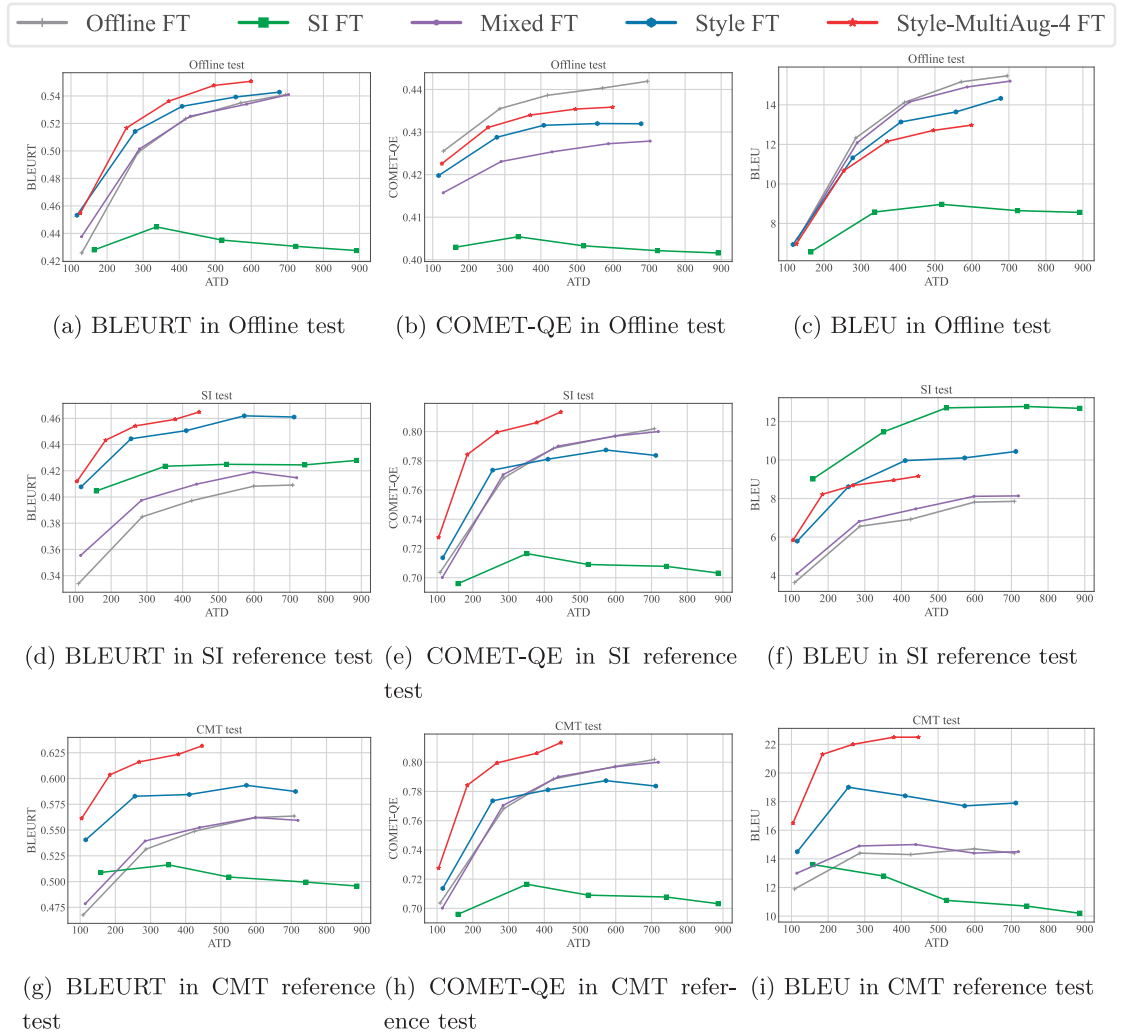 Offline FT SI FT Mixed FT Style FT Style-MultiAug-4 FT
Offline test Offline test Offline test
BLEURT
0.54
0.52
0.50
0.48
0.46
0.44
0.42
100 200 300 400 500 600 700 800 900
ATD
COMET-QE
0.44
0.43
0.42
0.41
0.40
100 200 300 400 500 600 700 800 900
ATD
BLEU
14
12
10
8
100 200 300 400 500 600 700 800 900
ATD
(a) BLEURT in Offline test (b) COMET-QE in Offline test (c) BLEU in Offline test
SI test SI test SI test
BLEURT
0.46
0.44
0.42
0.40
0.38
0.36
0.34
100 200 300 400 500 600 700 800 900
ATD
COMET-QE
0.80
0.78
0.76
0.74
0.72
0.70
100 200 300 400 500 600 700 800 900
ATD
BLEU
12
10
8
6
4
100 200 300 400 500 600 700 800 900
ATD
(d) BLEURT in SI reference test (e) COMET-QE in SI reference (f) BLEU in SI reference test
test
CMT test CMT test CMT test
BLEURT
0.625
0.600
0.575
0.550
0.525
0.500
0.475
100 200 300 400 500 600 700 800 900
ATD
COMET-QE
0.80
0.78
0.76
0.74
0.72
0.70
100 200 300 400 500 600 700 800 900
ATD
BLEU
22
20
18
16
14
12
10
100 200 300 400 500 600 700 800 900
ATD
(g) BLEURT in CMT reference (h) COMET-QE in CMT refer- (i) BLEU in CMT reference test
test ence test